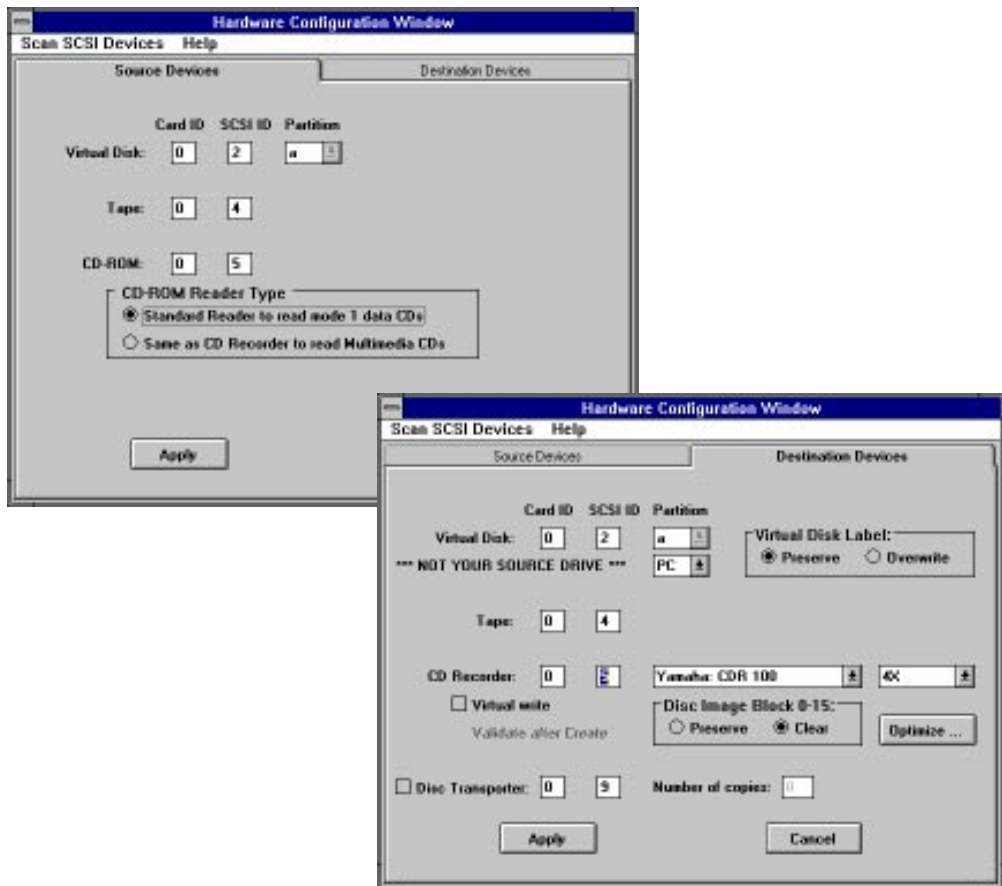 Hardware Configuration Window
Scan SCSI Devices Help
Source Devices Destination Devices
Card ID SCSI ID Partition
Virtual Disk: 0 2 a
Tape: 0 4
CD-ROM: 0 5
CD-ROM Reader Type
Standard Reader to read mode 1 data CDs
Same as CD Recorder to read Multimedia CDs
Apply
Hardware Configuration Window
Scan SCSI Devices Help
Source Devices Destination Devices
Card ID SCSI ID Partition
Virtual Disk: 0 2 a
Virtual Disk Label:
Preserve Overwrite
*** NOT YOUR SOURCE DRIVE *** PC
Tape: 0 4
CD Recorder: 0 Yamaha: CDR 100 4X
Virtual write
Disc Image Block 0-15:
Preserve Clear
Optimize ...
Validate after Create
Disc Transporter: 0 9 Number of copies: 0
Apply Cancel